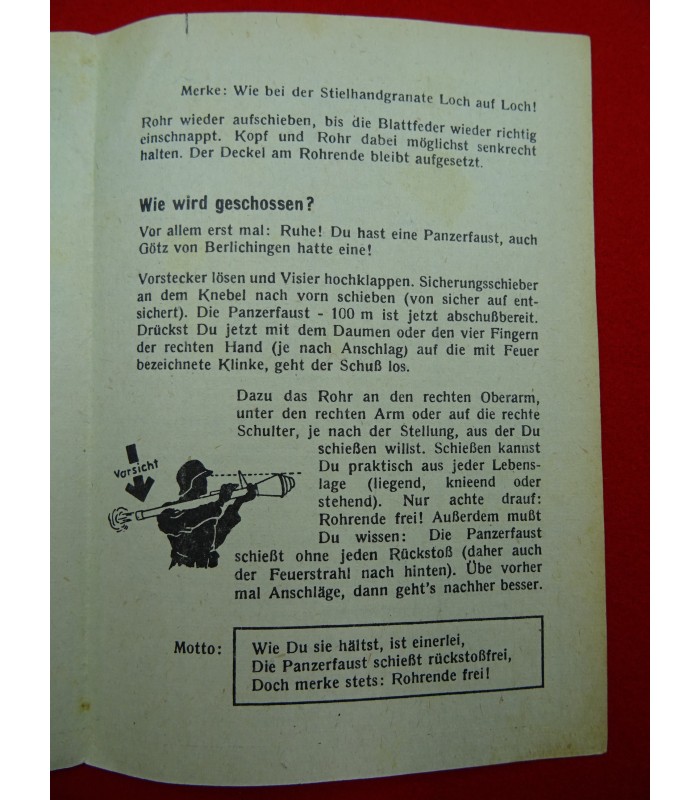 Merke: Wie bei der Stielhandgranate Loch auf Loch!
Rohr wieder aufschieben, bis die Blattfeder wieder richtig
einschnappt. Kopf und Rohr dabei möglichst senkrecht
halten. Der Deckel am Rohrende bleibt aufgesetzt.
Wie wird geschossen?
Vor allem erst mal: Ruhe! Du hast eine Panzerfaust, auch
Götz von Berlichingen hatte eine!
Vorstecker lösen und Visier hochklappen. Sicherungsschieber
an dem Knebel nach vorn schieben (von sicher auf ent-
sichert). Die Panzerfaust - 100 m ist jetzt abschußbereit.
Drückst Du jetzt mit dem Daumen oder den vier Fingern
der rechten Hand (je nach Anschlag) auf die mit Feuer
bezeichnete Klinke, geht der Schuß los.
Dazu das Rohr an den rechten Oberarm,
unter den rechten Arm oder auf die rechte
Schulter, je nach der Stellung, aus der Du
schießen willst. Schießen kannst
Du praktisch aus jeder Lebens-
lage (liegend, knieend oder
stehend). Nur achte drauf:
Rohrende frei! Außerdem mußt
Du wissen: Die Panzerfaust
schießt ohne jeden Rückstoß (daher auch
der Feuerstrahl nach hinten). Übe vorher
mal Anschläge, dann geht's nachher besser.
Vorsicht
Motto:
Wie Du sie hältst, ist einerlei,
Die Panzerfaust schießt rückstoßfrei,
Doch merke stets: Rohrende frei!